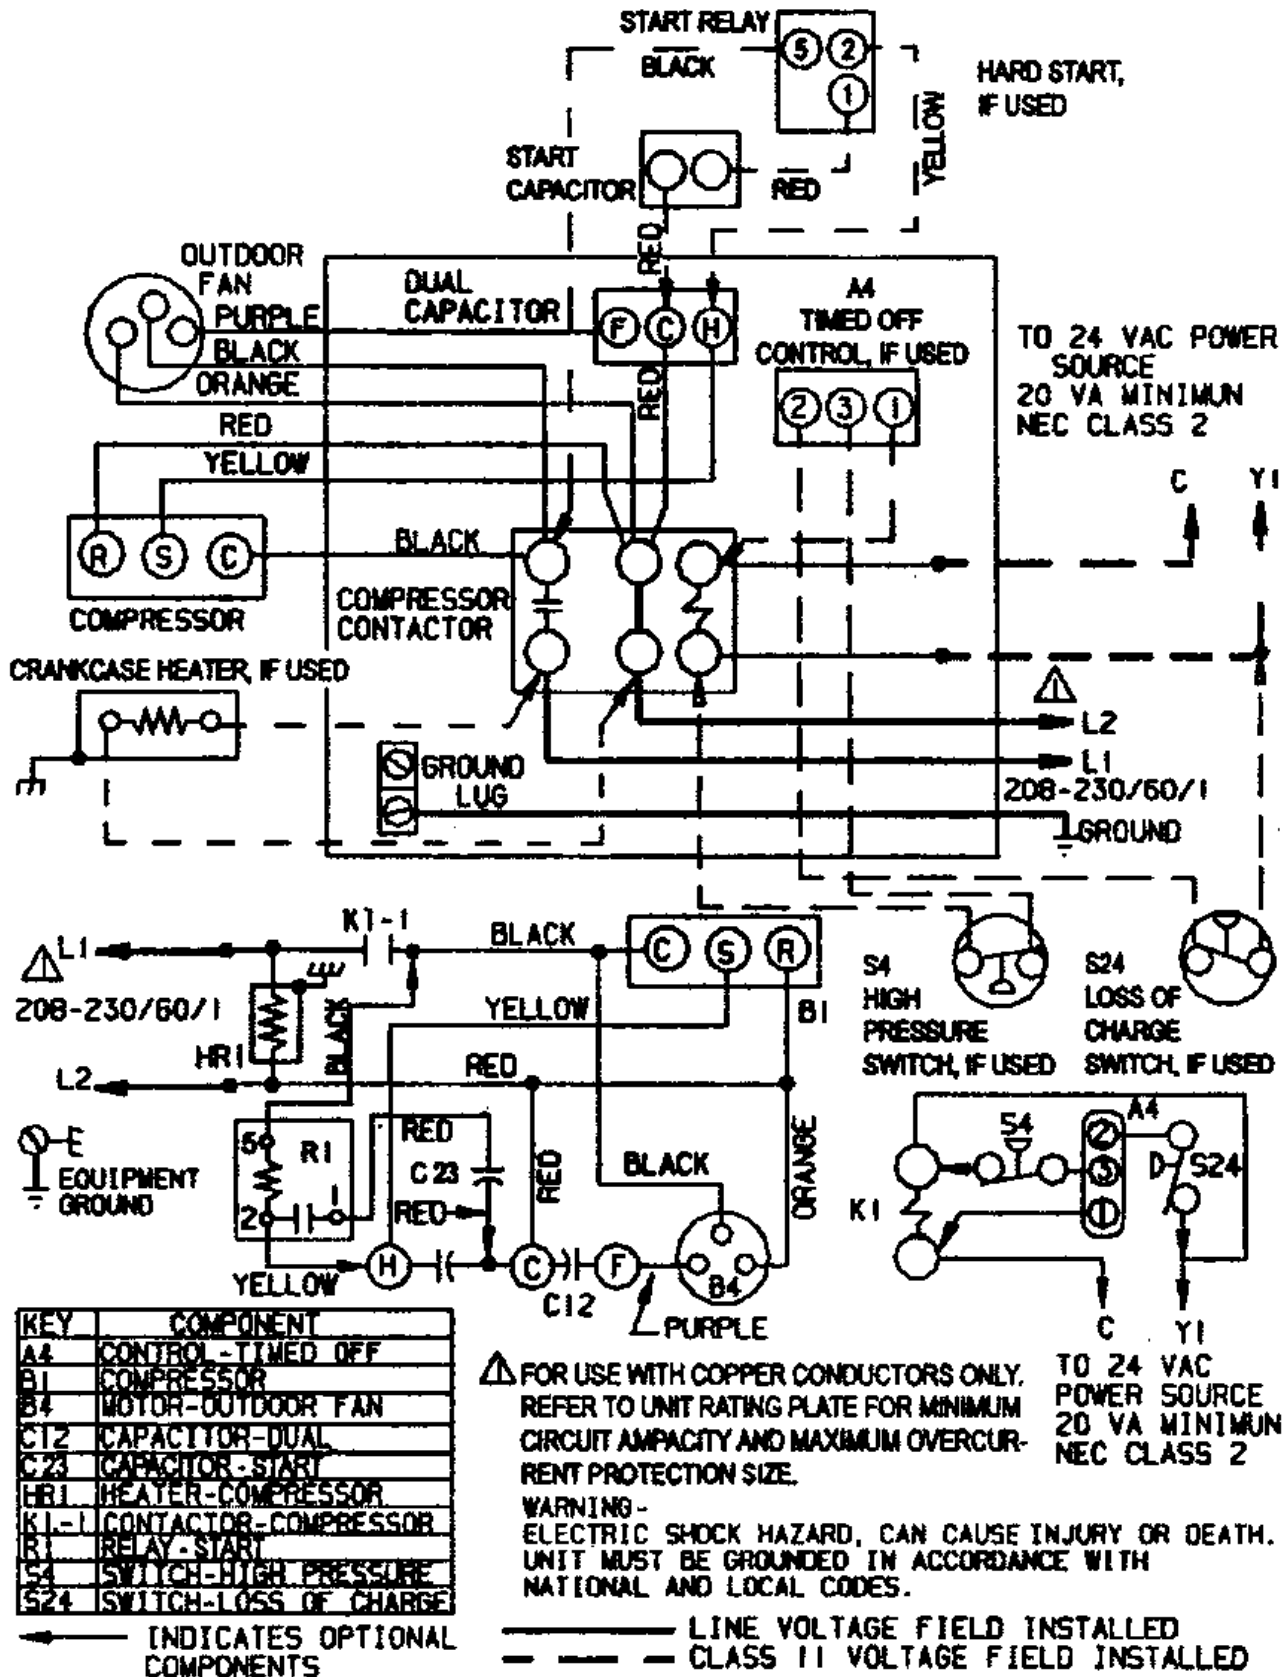 START RELAY
5 2
1
BLACK
HARD START,
IF USED
YELLOW
START
CAPACITOR
RED
RED
OUTDOOR
FAN
PURPLE
BLACK
ORANGE
RED
YELLOW
DUAL
CAPACITOR
F C H
RED
A4
TIMED OFF
CONTROL, IF USED
2 3 1
TO 24 VAC POWER
SOURCE
20 VA MINIMUN
NEC CLASS 2
C Y1
R S C
COMPRESSOR
BLACK
COMPRESSOR
CONTACTOR
CRANKCASE HEATER, IF USED
GROUND
LUG
L2
L1
208-230/60/1
GROUND
L1
208-230/60/1
L2
K1-1
BLACK
C S R
B1
YELLOW
HR1
BLACK
RED
S4
HIGH
PRESSURE
SWITCH, IF USED
S24
LOSS OF
CHARGE
SWITCH, IF USED
E
EQUIPMENT
GROUND
5 R1
2 1
RED
C23
RED
RED
BLACK
ORANGE
YELLOW
H C F
C12
B4
PURPLE
S4
A4
2
3
1
S24
K1
C Y1
TO 24 VAC
POWER SOURCE
20 VA MINIMUN
NEC CLASS 2
KEY COMPONENT
A4 CONTROL-TIMED OFF
B1 COMPRESSOR
B4 MOTOR-OUTDOOR FAN
C12 CAPACITOR-DUAL
C23 CAPACITOR-START
HR1 HEATER-COMPRESSOR
K1.-1 CONTACTOR-COMPRESSOR
R1 RELAY-START
S4 SWITCH-HIGH PRESSURE
S24 SWITCH-LOSS OF CHARGE
INDICATES OPTIONAL
COMPONENTS
FOR USE WITH COPPER CONDUCTORS ONLY.
REFER TO UNIT RATING PLATE FOR MINIMUM
CIRCUIT AMPACITY AND MAXIMUM OVERCUR-
RENT PROTECTION SIZE.
WARNING-
ELECTRIC SHOCK HAZARD, CAN CAUSE INJURY OR DEATH.
UNIT MUST BE GROUNDED IN ACCORDANCE WITH
NATIONAL AND LOCAL CODES.
LINE VOLTAGE FIELD INSTALLED
CLASS II VOLTAGE FIELD INSTALLED